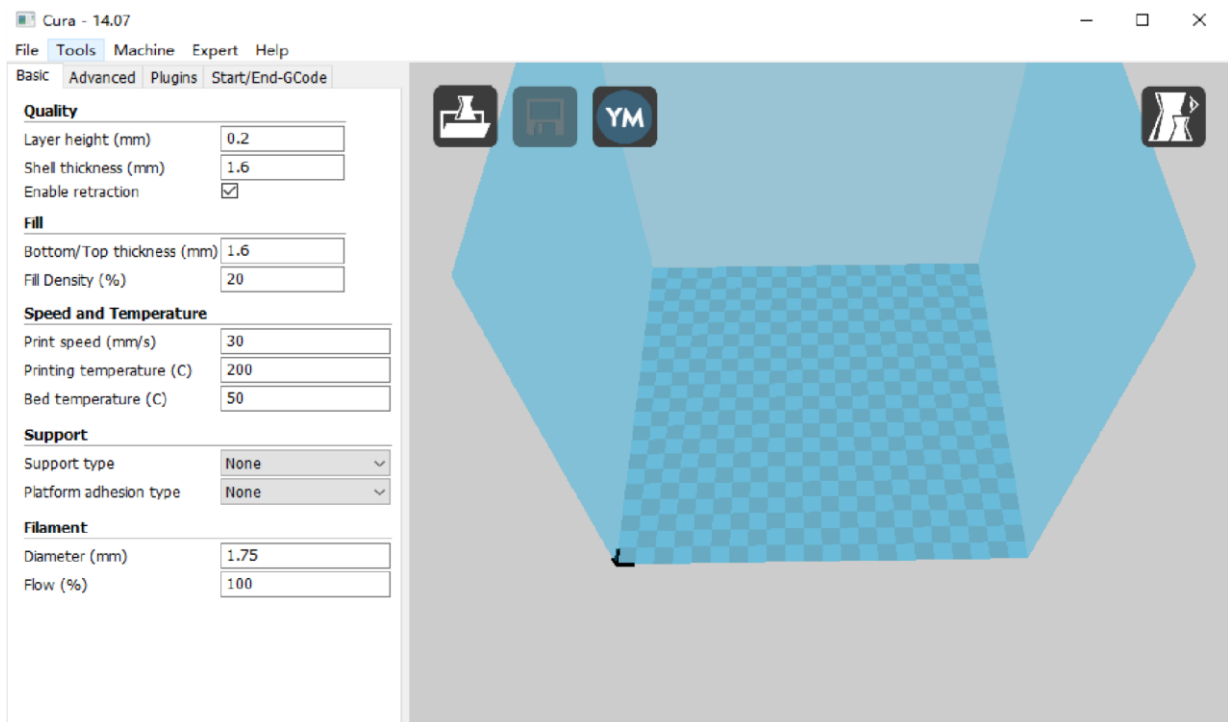 Cura - 14.07
File Tools Machine Expert Help
Basic Advanced Plugins Start/End-GCode
Quality
Layer height (mm) 0.2
Shell thickness (mm) 1.6
Enable retraction
Fill
Bottom/Top thickness (mm) 1.6
Fill Density (%) 20
Speed and Temperature
Print speed (mm/s) 30
Printing temperature (C) 200
Bed temperature (C) 50
Support
Support type None
Platform adhesion type None
Filament
Diameter (mm) 1.75
Flow (%) 100
YM